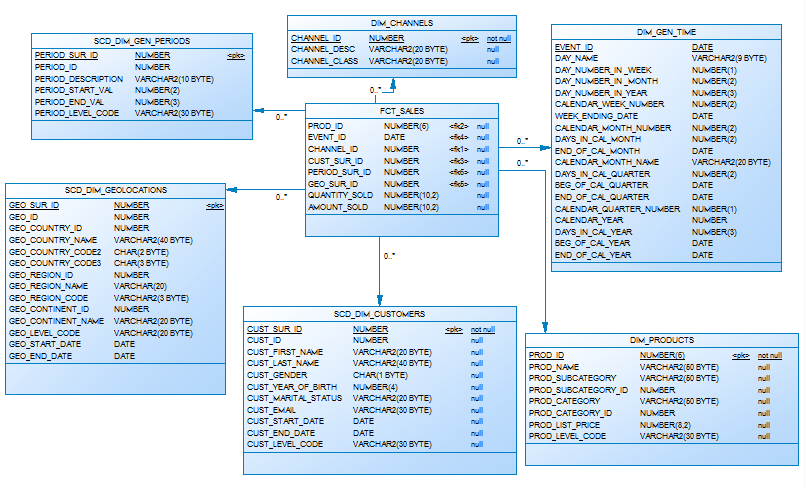 DIM_CHANNELS
CHANNEL_ID NUMBER <pk> not null
CHANNEL_DESC VARCHAR2(20 BYTE) null
CHANNEL_CLASS VARCHAR2(20 BYTE) null
SCD_DIM_GEN_PERIODS
PERIOD_SUR_ID NUMBER <pk>
PERIOD_ID NUMBER
PERIOD_DESCRIPTION VARCHAR2(10 BYTE)
PERIOD_START_VAL NUMBER(2)
PERIOD_END_VAL NUMBER(3)
PERIOD_LEVEL_CODE VARCHAR2(30 BYTE)
DIM_GEN_TIME
EVENT_ID DATE
DAY_NAME VARCHAR2(9 BYTE)
DAY_NUMBER_IN_WEEK NUMBER(1)
DAY_NUMBER_IN_MONTH NUMBER(2)
DAY_NUMBER_IN_YEAR NUMBER(3)
CALENDAR_WEEK_NUMBER NUMBER(2)
WEEK_ENDING_DATE DATE
CALENDAR_MONTH_NUMBER NUMBER(2)
DAYS_IN_CAL_MONTH NUMBER(2)
END_OF_CAL_MONTH DATE
CALENDAR_MONTH_NAME VARCHAR2(20 BYTE)
DAYS_IN_CAL_QUARTER NUMBER(2)
BEG_OF_CAL_QUARTER DATE
END_OF_CAL_QUARTER DATE
CALENDAR_QUARTER_NUMBER NUMBER(1)
CALENDAR_YEAR NUMBER
DAYS_IN_CAL_YEAR NUMBER(3)
BEG_OF_CAL_YEAR DATE
END_OF_CAL_YEAR DATE
0..*
0..*
0..*
0..*
0..*
0..*
FCT_SALES
PROD_ID NUMBER(6) <fk2> null
EVENT_ID DATE <fk4> null
CHANNEL_ID NUMBER <fk1> null
CUST_SUR_ID NUMBER <fk3> null
PERIOD_SUR_ID NUMBER <fk6> null
GEO_SUR_ID NUMBER <fk5> null
QUANTITY_SOLD NUMBER(10,2) null
AMOUNT_SOLD NUMBER(10,2) null
SCD_DIM_GEOLOCATIONS
GEO_SUR_ID NUMBER <pk>
GEO_ID NUMBER
GEO_COUNTRY_ID NUMBER
GEO_COUNTRY_NAME VARCHAR2(40 BYTE)
GEO_COUNTRY_CODE2 CHAR(2 BYTE)
GEO_COUNTRY_CODE3 CHAR(3 BYTE)
GEO_REGION_ID NUMBER
GEO_REGION_NAME VARCHAR(20)
GEO_REGION_CODE VARCHAR2(3 BYTE)
GEO_CONTINENT_ID NUMBER
GEO_CONTINENT_NAME VARCHAR2(20 BYTE)
GEO_LEVEL_CODE VARCHAR2(20 BYTE)
GEO_START_DATE DATE
GEO_END_DATE DATE
SCD_DIM_CUSTOMERS
CUST_SUR_ID NUMBER <pk> not null
CUST_ID NUMBER null
CUST_FIRST_NAME VARCHAR2(20 BYTE) null
CUST_LAST_NAME VARCHAR2(40 BYTE) null
CUST_GENDER CHAR(1 BYTE) null
CUST_YEAR_OF_BIRTH NUMBER(4) null
CUST_MARITAL_STATUS VARCHAR2(20 BYTE) null
CUST_EMAIL VARCHAR2(30 BYTE) null
CUST_START_DATE DATE null
CUST_END_DATE DATE null
CUST_LEVEL_CODE VARCHAR2(30 BYTE) null
DIM_PRODUCTS
PROD_ID NUMBER(6) <pk> not null
PROD_NAME VARCHAR2(50 BYTE) null
PROD_SUBCATEGORY VARCHAR2(50 BYTE) null
PROD_SUBCATEGORY_ID NUMBER null
PROD_CATEGORY VARCHAR2(50 BYTE) null
PROD_CATEGORY_ID NUMBER null
PROD_LIST_PRICE NUMBER(8,2) null
PROD_LEVEL_CODE VARCHAR2(30 BYTE) null